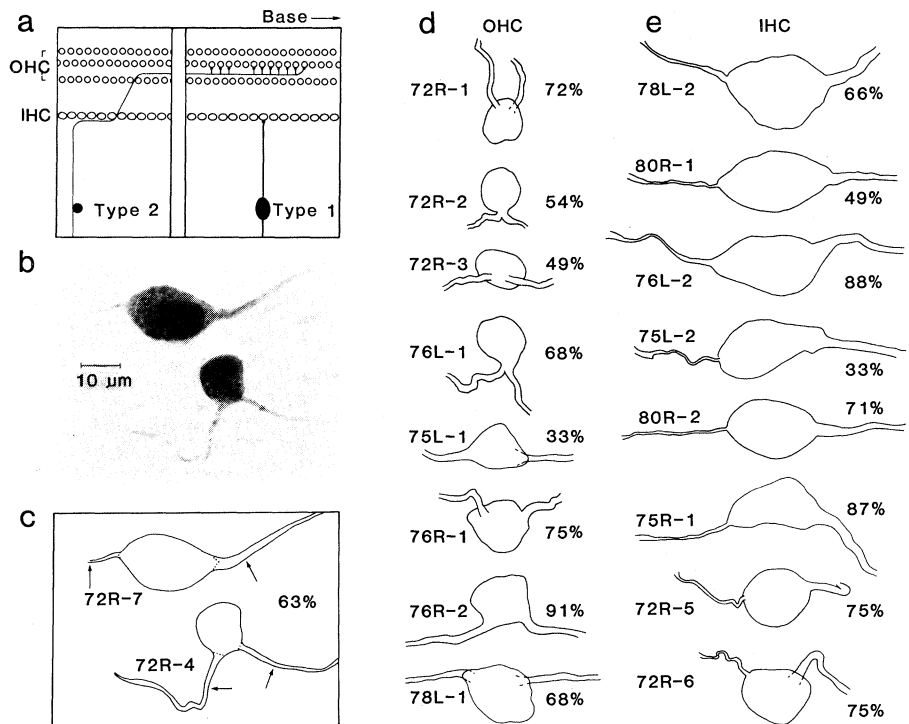 a
Base
OHC
IHC
Type 2
Type 1
b
10 μm
c
72R-7
63%
72R-4
d
OHC
72R-1
72%
72R-2
54%
72R-3
49%
76L-1
68%
75L-1
33%
76R-1
75%
76R-2
91%
78L-1
68%
e
IHC
78L-2
66%
80R-1
49%
76L-2
88%
75L-2
33%
71%
80R-2
75R-1
87%
72R-5
75%
72R-6
75%